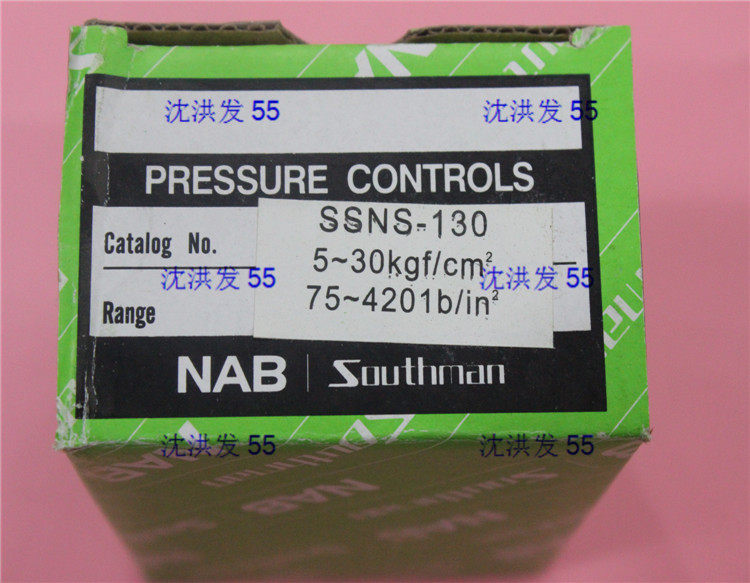 沈洪发 55 沈洪发 55
PRESSURE CONTROLS
SSNS-130
Catalog No.
5~30kgf/cm²
沈洪发 55 沈洪发 55
Range
75~4201b/in²
NAB Southman
沈洪发 55 沈洪发 55
NAB